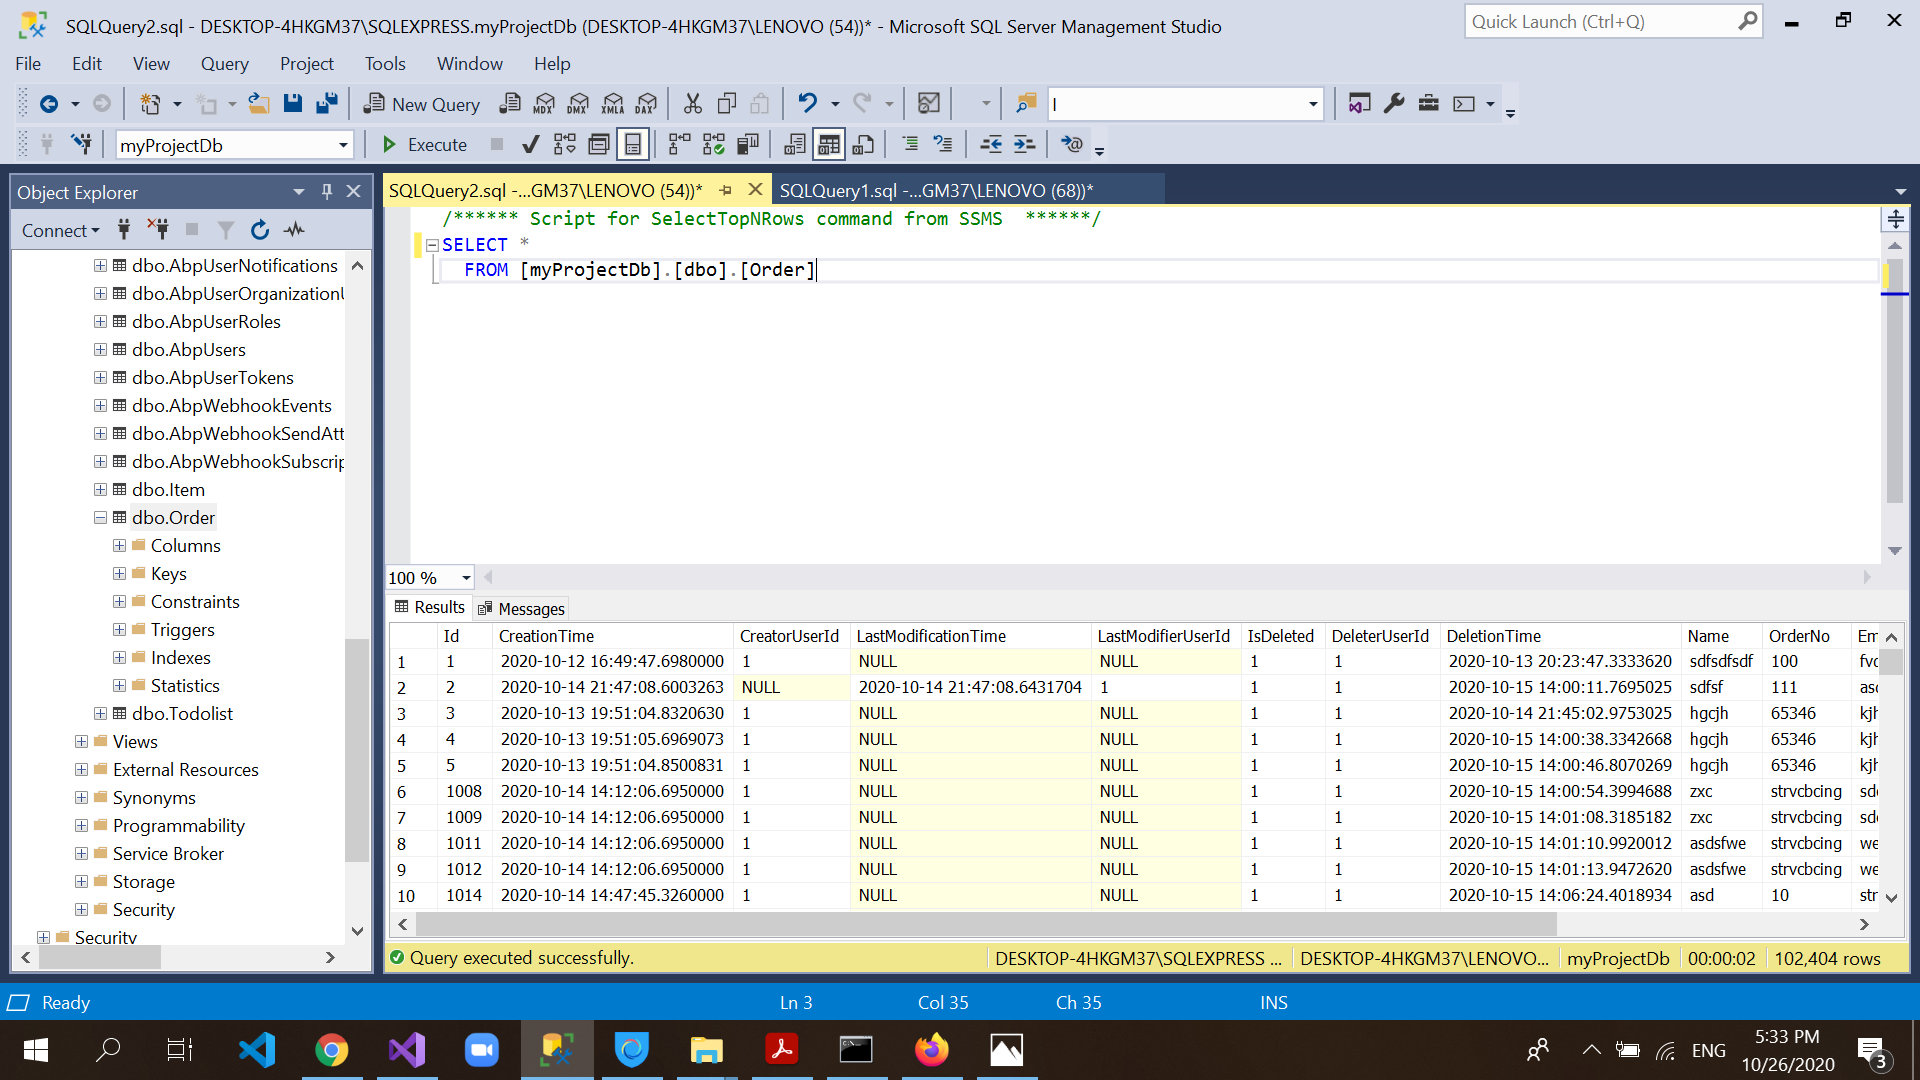 SQLQuery2.sql - DESKTOP-4HKGM37\SQLEXPRESS.myProjectDb (DESKTOP-4HKGM37\LENOVO (54))* - Microsoft SQL Server Management Studio
Quick Launch (Ctrl+Q)
File Edit View Query Project Tools Window Help
New Query MDX DMX XMLA DAX I
myProjectDb Execute
Object Explorer
Connect
dbo.AbpUserNotifications
dbo.AbpUserOrganizationU
dbo.AbpUserRoles
dbo.AbpUsers
dbo.AbpUserTokens
dbo.AbpWebhookEvents
dbo.AbpWebhookSendAtt
dbo.AbpWebhookSubscrip
dbo.Item
dbo.Order
Columns
Keys
Constraints
Triggers
Indexes
Statistics
dbo.Todolist
Views
External Resources
Synonyms
Programmability
Service Broker
Storage
Security
Security
SQLQuery2.sql -...GM37\LENOVO (54))* SQLQuery1.sql -...GM37\LENOVO (68))*
/****** Script for SelectTopNRows command from SSMS ******/
SELECT *
FROM [myProjectDb].[dbo].[Order]
100 %
Results Messages
Id CreationTime CreatorUserId LastModificationTime LastModifierUserId IsDeleted DeleterUserId DeletionTime Name OrderNo Em
1 1 2020-10-12 16:49:47.6980000 1 NULL NULL 1 1 2020-10-13 20:23:47.3333620 sdfsdfsdf 100 fvc
2 2 2020-10-14 21:47:08.6003263 NULL 2020-10-14 21:47:08.6431704 1 1 1 2020-10-15 14:00:11.7695025 sdfsf 111 asc
3 3 2020-10-13 19:51:04.8320630 1 NULL NULL 1 1 2020-10-14 21:45:02.9753025 hgcjh 65346 kjh
4 4 2020-10-13 19:51:05.6969073 1 NULL NULL 1 1 2020-10-15 14:00:38.3342668 hgcjh 65346 kjh
5 5 2020-10-13 19:51:04.8500831 1 NULL NULL 1 1 2020-10-15 14:00:46.8070269 hgcjh 65346 kjh
6 1008 2020-10-14 14:12:06.6950000 1 NULL NULL 1 1 2020-10-15 14:00:54.3994688 zxc strvcbcing sd
7 1009 2020-10-14 14:12:06.6950000 1 NULL NULL 1 1 2020-10-15 14:01:08.3185182 zxc strvcbcing sd
8 1011 2020-10-14 14:12:06.6950000 1 NULL NULL 1 1 2020-10-15 14:01:10.9920012 asdsfwe strvcbcing we
9 1012 2020-10-14 14:12:06.6950000 1 NULL NULL 1 1 2020-10-15 14:01:13.9472620 asdsfwe strvcbcing we
10 1014 2020-10-14 14:47:45.3260000 1 NULL NULL 1 1 2020-10-15 14:06:24.4018934 asd 10 str
Query executed successfully. DESKTOP-4HKGM37\SQLEXPRESS ... DESKTOP-4HKGM37\LENOVO... myProjectDb 00:00:02 102,404 rows
Ready Ln 3 Col 35 Ch 35 INS
ENG 5:33 PM
10/26/2020 3